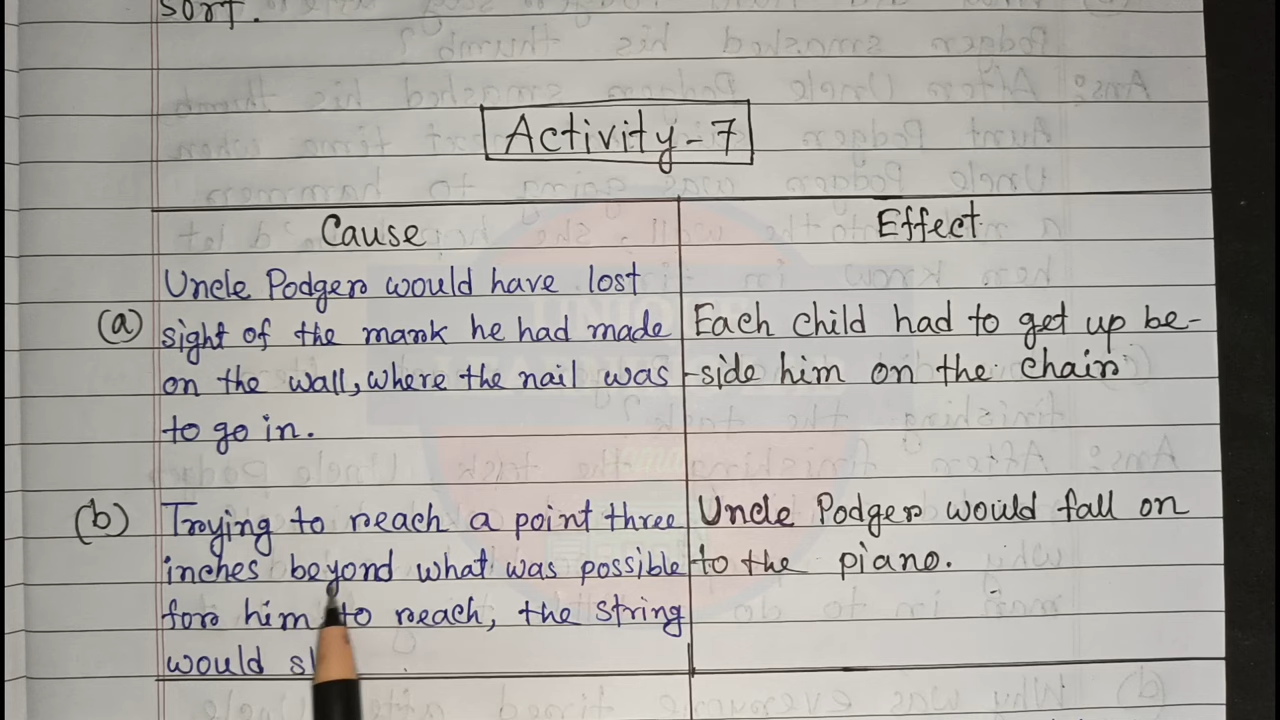 sort.
Activity-7
Cause Effect
Uncle Podger would have lost
(a) sight of the mark he had made Each child had to get up be-
on the wall, where the nail was -side him on the chair
to go in.
(b) Trying to reach a point three Uncle Podger would fall on
inches beyond what was possible to the piano.
for him to reach, the string
would